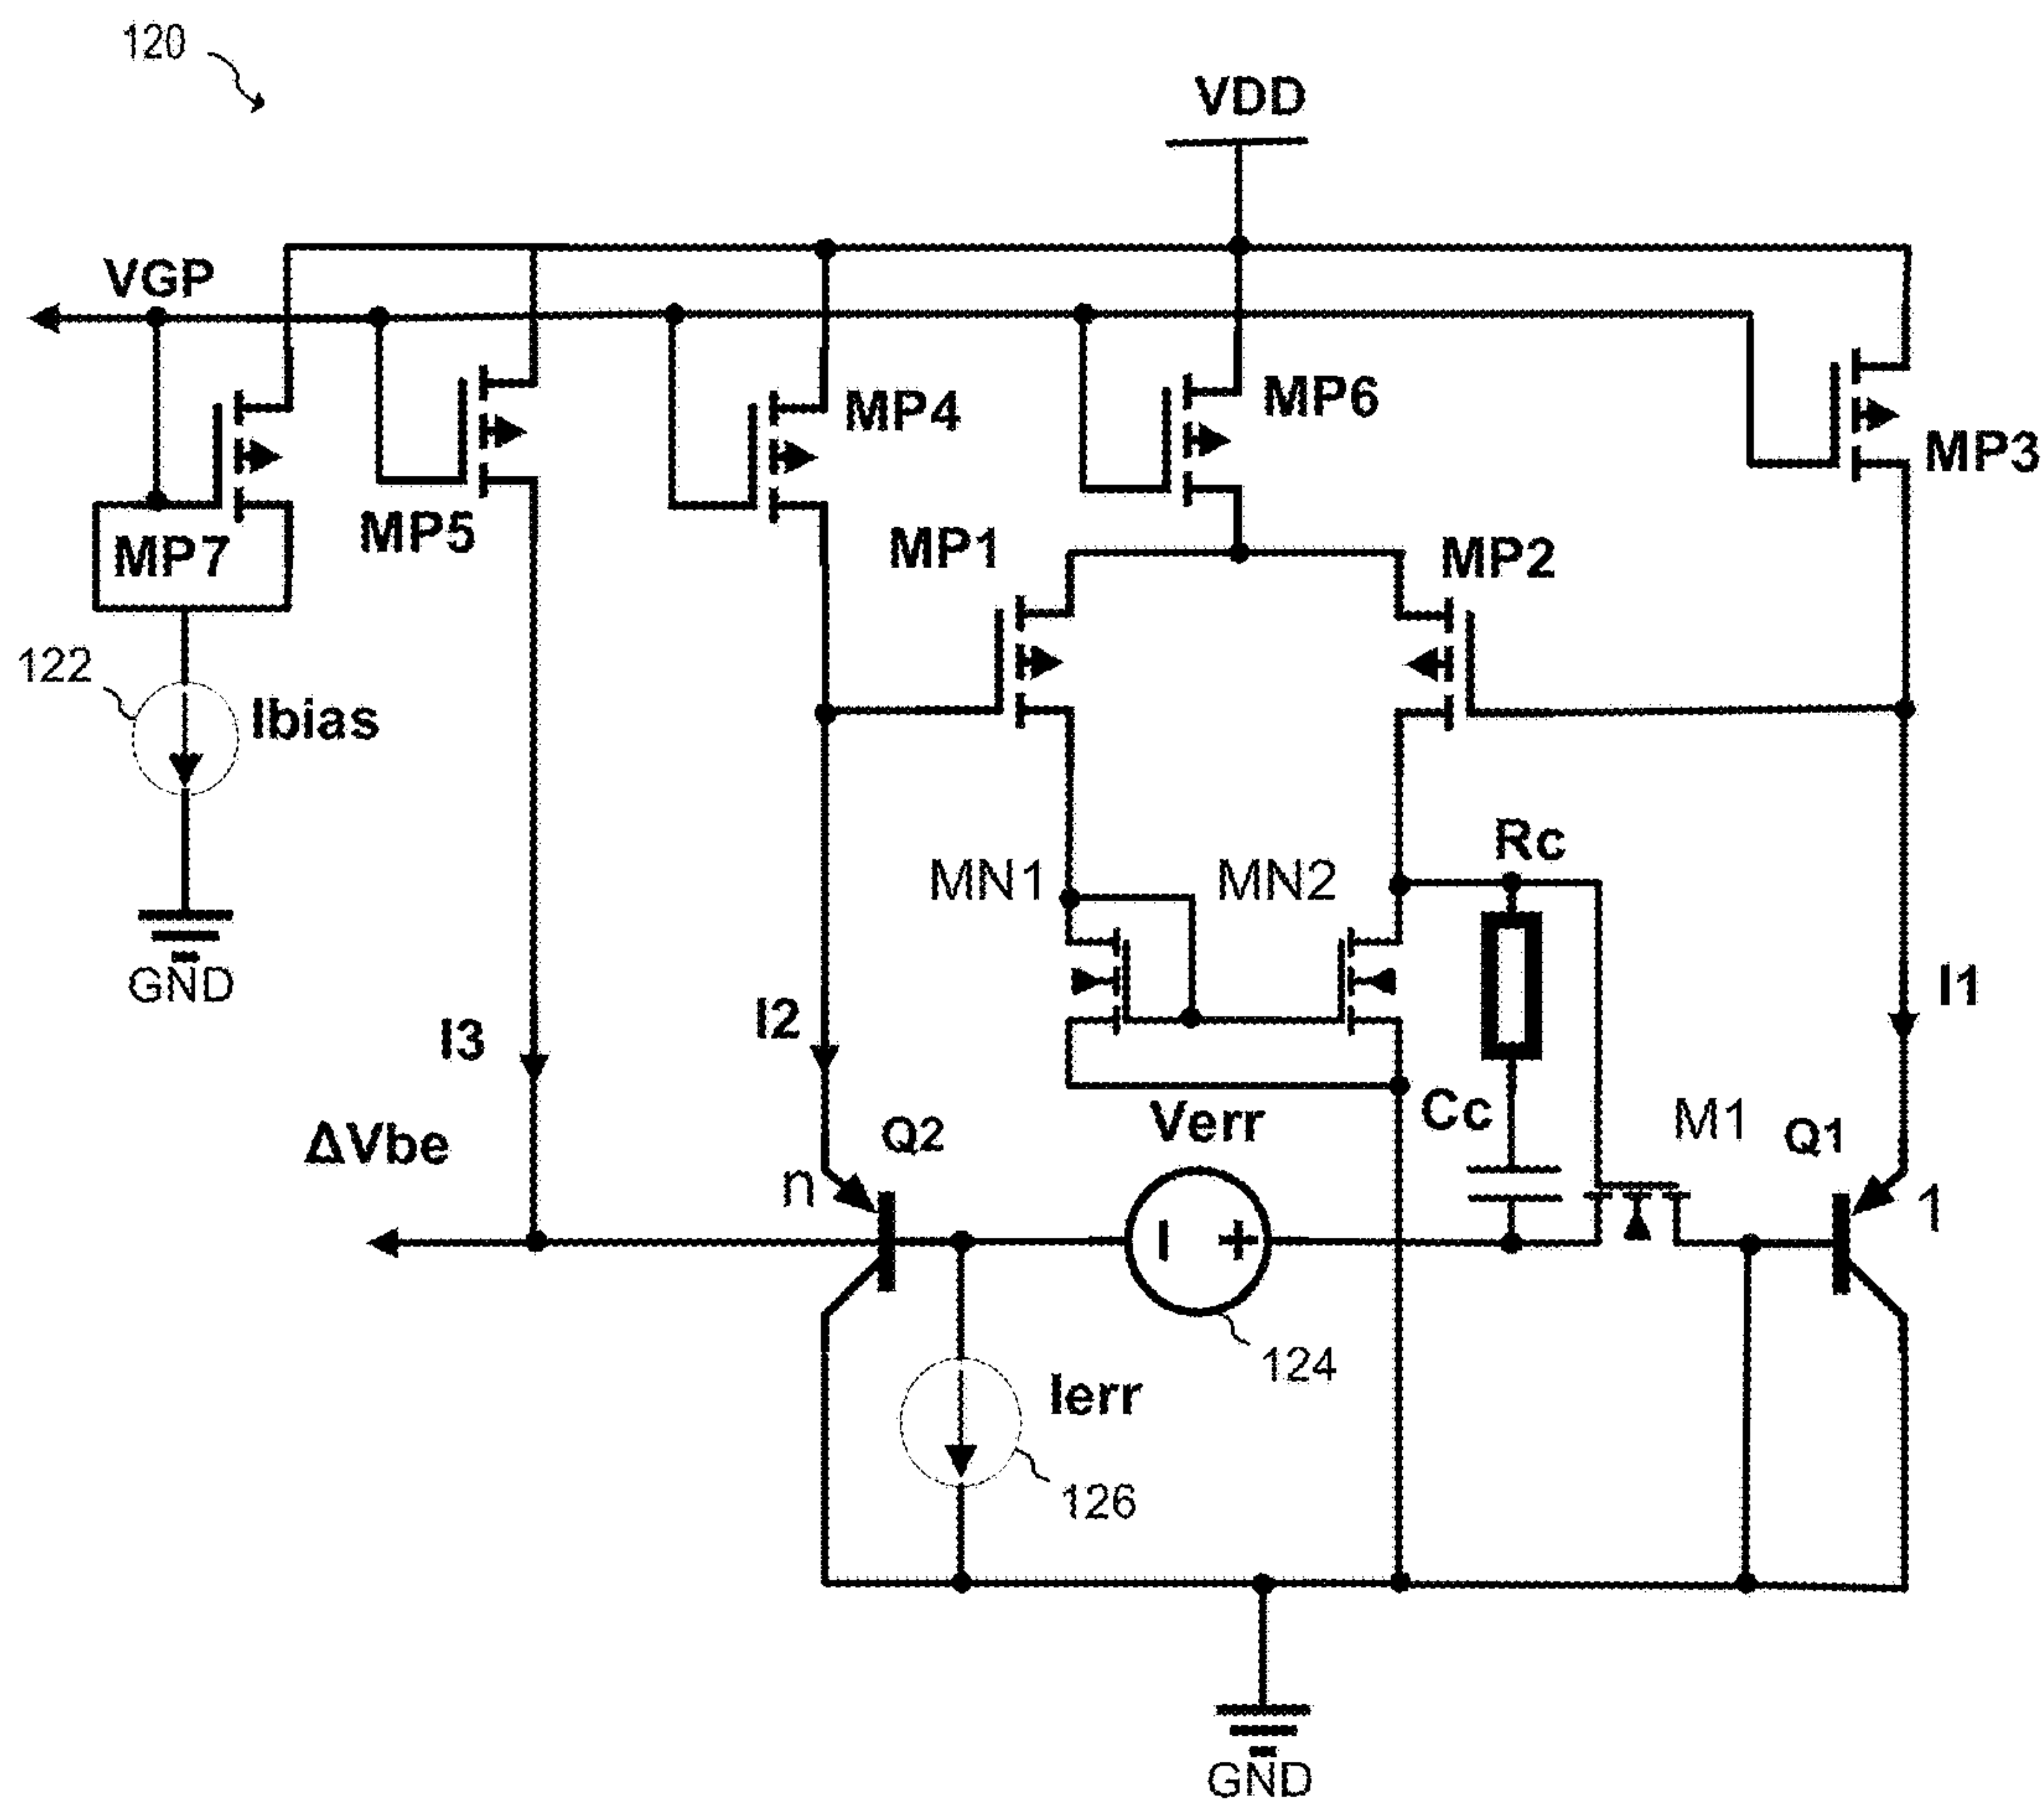 120
VDD
VGP
MP4
MP6
MP3
MP7
MP5
MP1
MP2
122
Ibias
Rc
MN1
MN2
GND
I3
I2
I1
ΔVbe
Q2
Verr
Cc
M1
Q1
n
1
124
Ierr
126
GND